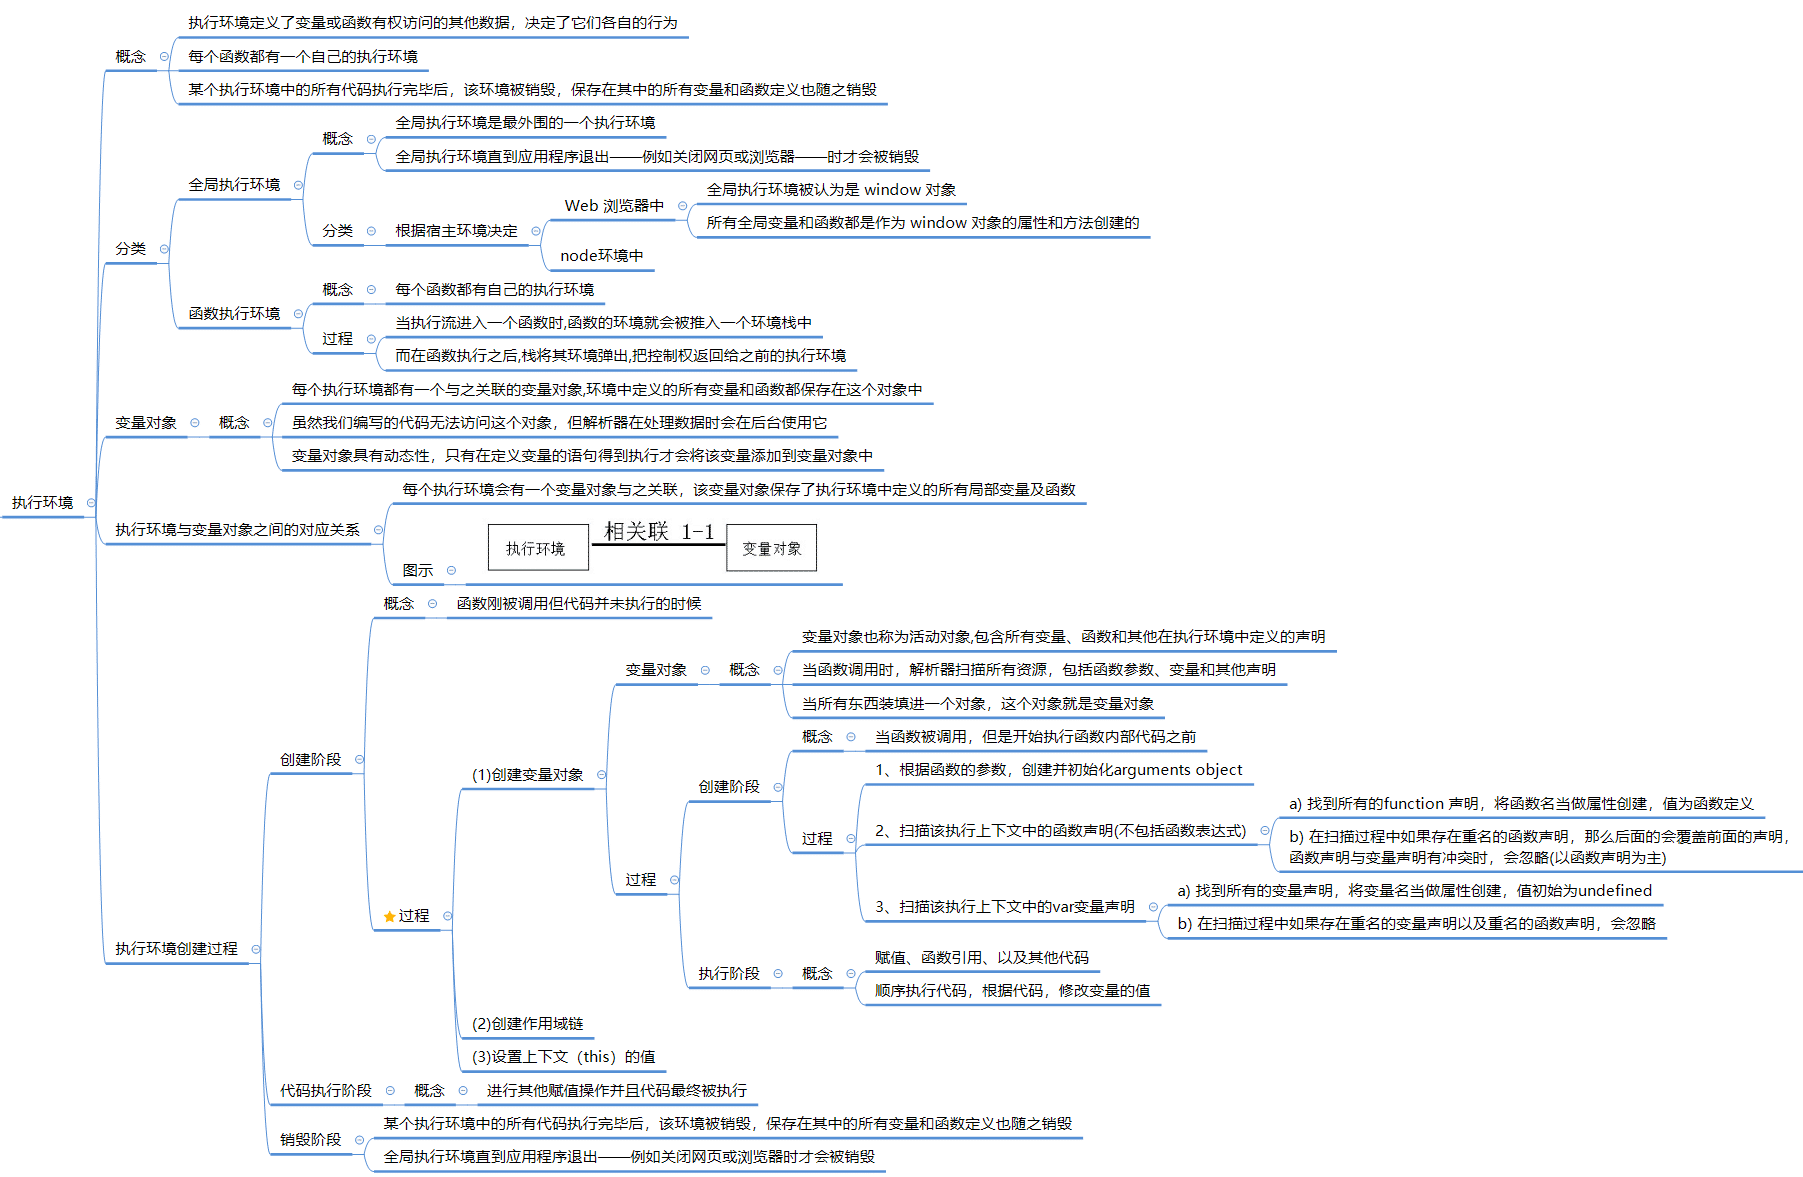 执行环境
概念
执行环境定义了变量或函数有权访问的其他数据，决定了它们各自的行为
每个函数都有一个自己的执行环境
某个执行环境中的所有代码执行完毕后，该环境被销毁，保存在其中的所有变量和函数定义也随之销毁
分类
全局执行环境
概念
全局执行环境是最外围的一个执行环境
全局执行环境直到应用程序退出——例如关闭网页或浏览器——时才会被销毁
分类
根据宿主环境决定
Web 浏览器中
全局执行环境被认为是 window 对象
所有全局变量和函数都是作为 window 对象的属性和方法创建的
node环境中
函数执行环境
概念
每个函数都有自己的执行环境
过程
当执行流进入一个函数时,函数的环境就会被推入一个环境栈中
而在函数执行之后,栈将其环境弹出,把控制权返回给之前的执行环境
变量对象
概念
每个执行环境都有一个与之关联的变量对象,环境中定义的所有变量和函数都保存在这个对象中
虽然我们编写的代码无法访问这个对象，但解析器在处理数据时会在后台使用它
变量对象具有动态性，只有在定义变量的语句得到执行才会将该变量添加到变量对象中
执行环境与变量对象之间的对应关系
每个执行环境会有一个变量对象与之关联，该变量对象保存了执行环境中定义的所有局部变量及函数
图示
执行环境
相关联 1-1
变量对象
执行环境创建过程
创建阶段
概念
函数刚被调用但代码并未执行的时候
过程
(1)创建变量对象
变量对象
概念
变量对象也称为活动对象,包含所有变量、函数和其他在执行环境中定义的声明
当函数调用时，解析器扫描所有资源，包括函数参数、变量和其他声明
当所有东西装填进一个对象，这个对象就是变量对象
过程
创建阶段
概念
当函数被调用，但是开始执行函数内部代码之前
过程
1、根据函数的参数，创建并初始化arguments object
2、扫描该执行上下文中的函数声明(不包括函数表达式)
a) 找到所有的function 声明，将函数名当做属性创建，值为函数定义
b) 在扫描过程中如果存在重名的函数声明，那么后面的会覆盖前面的声明，
函数声明与变量声明有冲突时，会忽略(以函数声明为主)
3、扫描该执行上下文中的var变量声明
a) 找到所有的变量声明，将变量名当做属性创建，值初始为undefined
b) 在扫描过程中如果存在重名的变量声明以及重名的函数声明，会忽略
执行阶段
概念
赋值、函数引用、以及其他代码
顺序执行代码，根据代码，修改变量的值
(2)创建作用域链
(3)设置上下文（this）的值
代码执行阶段
概念
进行其他赋值操作并且代码最终被执行
销毁阶段
某个执行环境中的所有代码执行完毕后，该环境被销毁，保存在其中的所有变量和函数定义也随之销毁
全局执行环境直到应用程序退出——例如关闭网页或浏览器时才会被销毁